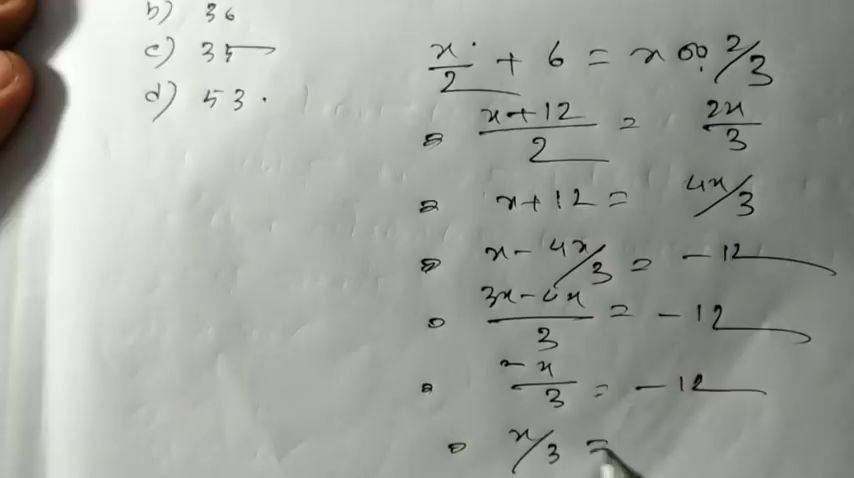 b) 36
c) 35
d) 53.
x/2 + 6 = x এর 2/3
= (x+12)/2 = 2x/3
= x+12 = 4x/3
= x - 4x/3 = -12
= (3x-4x)/3 = -12
= -x/3 = -12
= x/3 =